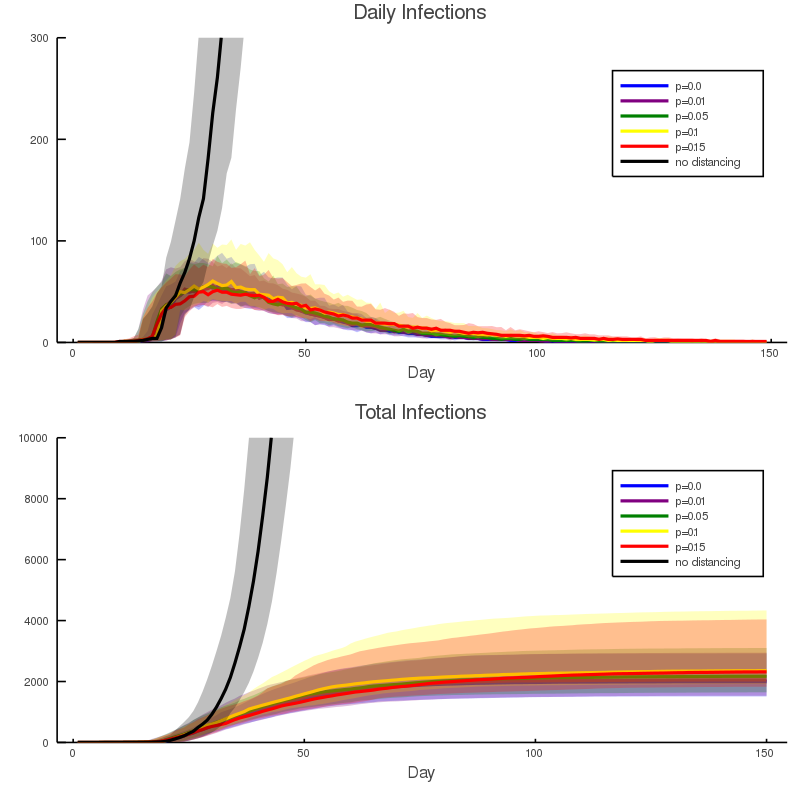 Daily Infections
300
200
100
0
p=0.0
p=0.01
p=0.05
p=0.1
p=0.15
no distancing
0 50 100 150
Day
Total Infections
10000
8000
6000
4000
2000
0
p=0.0
p=0.01
p=0.05
p=0.1
p=0.15
no distancing
0 50 100 150
Day